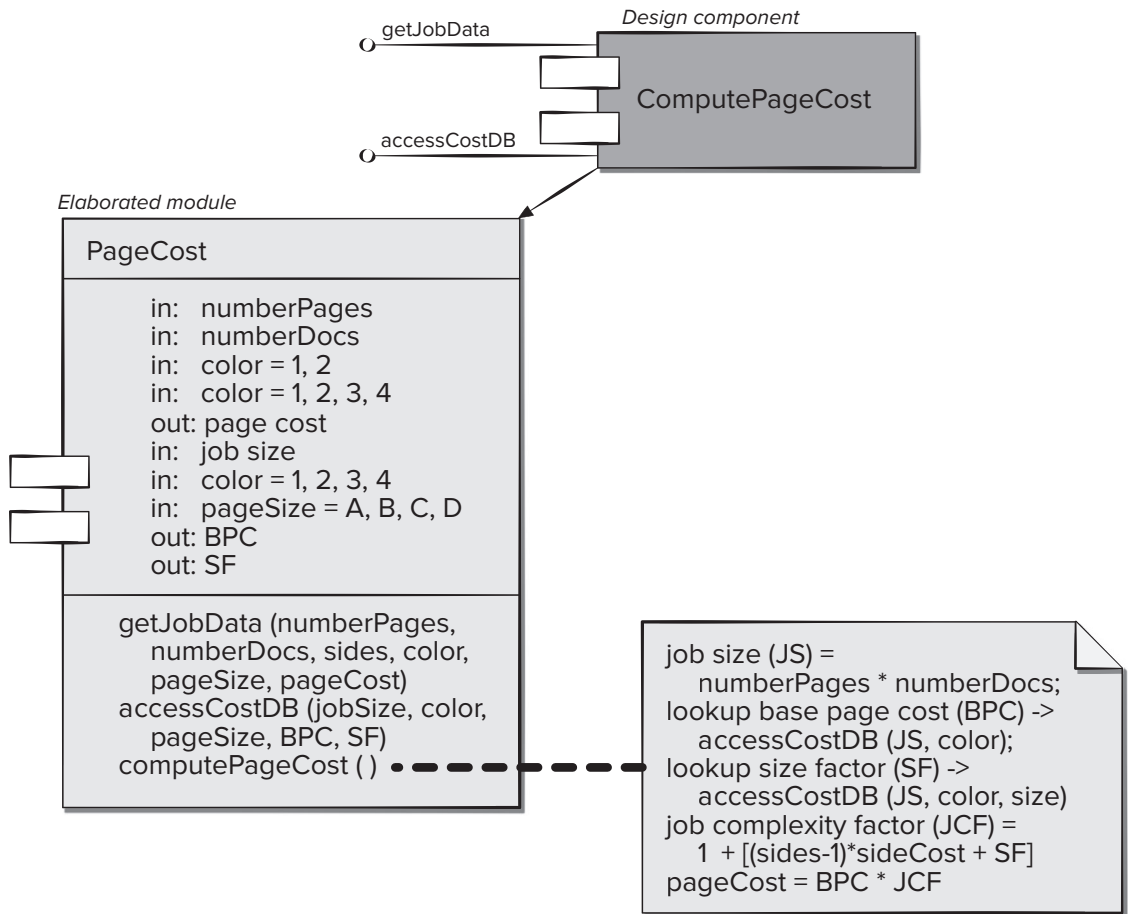 Design component
getJobData
ComputePageCost
accessCostDB
Elaborated module
PageCost
in: numberPages
in: numberDocs
in: color = 1, 2
in: color = 1, 2, 3, 4
out: page cost
in: job size
in: color = 1, 2, 3, 4
in: pageSize = A, B, C, D
out: BPC
out: SF
getJobData (numberPages,
numberDocs, sides, color,
pageSize, pageCost)
accessCostDB (jobSize, color,
pageSize, BPC, SF)
computePageCost ( )
job size (JS) =
numberPages * numberDocs;
lookup base page cost (BPC) ->
accessCostDB (JS, color);
lookup size factor (SF) ->
accessCostDB (JS, color, size)
job complexity factor (JCF) =
1 + [(sides-1)*sideCost + SF]
pageCost = BPC * JCF